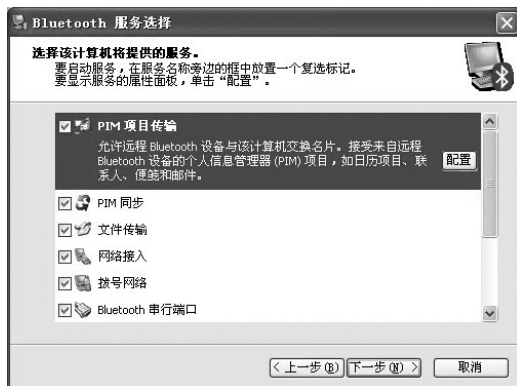 Bluetooth 服务选择
选择该计算机将提供的服务。
要启动服务，在服务名称旁边的框中放置一个复选标记。
要显示服务的属性面板，单击“配置”。
PIM 项目传输
允许远程 Bluetooth 设备与该计算机交换名片。接受来自远程
Bluetooth 设备的个人信息管理器 (PIM) 项目，如日历项目、联
系人、便笺和邮件。
配置
PIM 同步
文件传输
网络接入
拨号网络
Bluetooth 串行端口
< 上一步(B)
下一步(N) >
取消